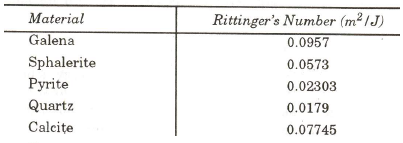 Material Rittinger's Number (m²/J)
Galena 0.0957
Sphalerite 0.0573
Pyrite 0.02303
Quartz 0.0179
Calcite 0.07745